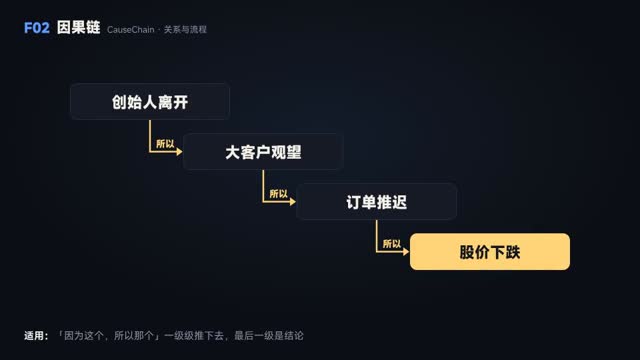 F02 因果链 CauseChain · 关系与流程
创始人离开
所以
大客户观望
所以
订单推迟
所以
股价下跌
适用：「因为这个，所以那个」一级级推下去，最后一级是结论